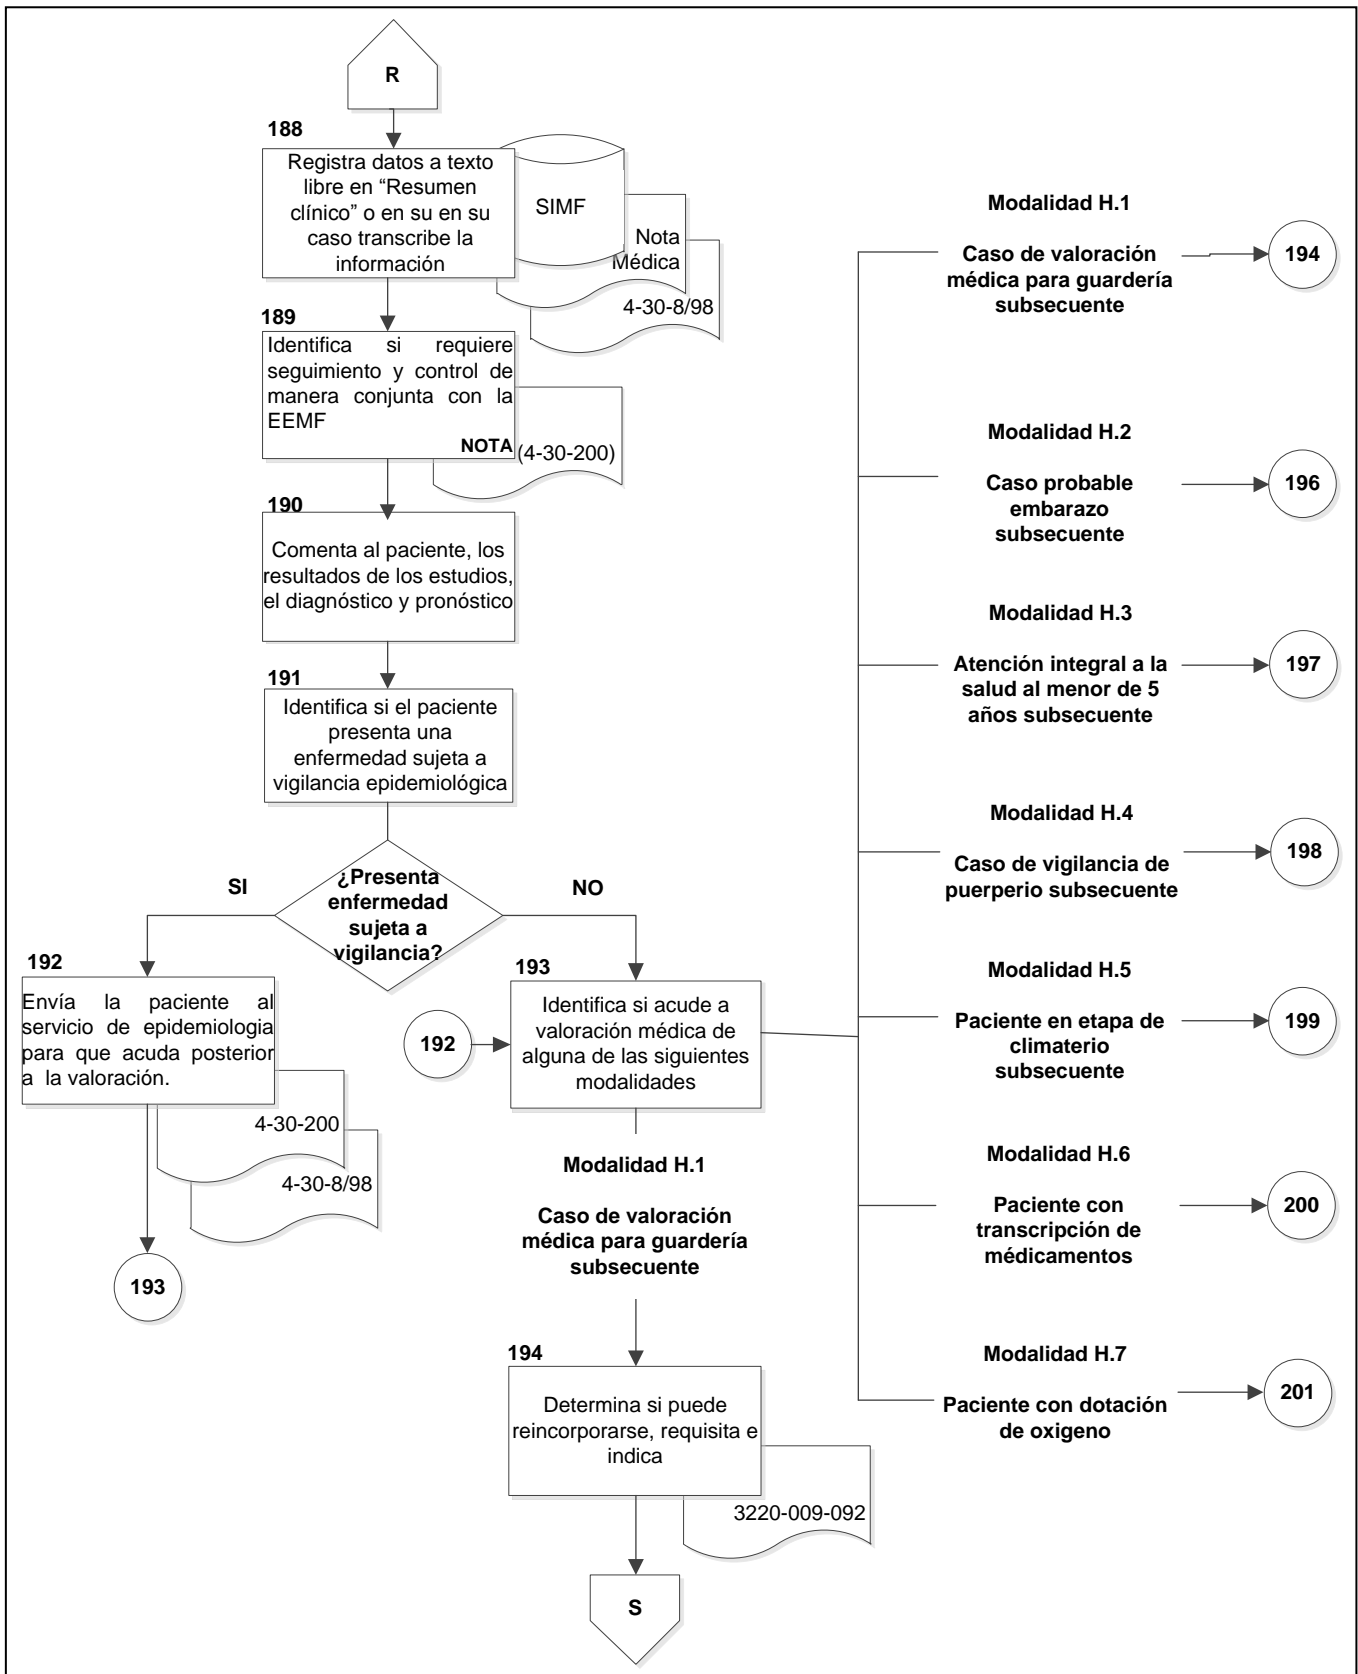 R
188
Registra datos a texto
libre en “Resumen
clínico” o en su en su
caso transcribe la
información
SIMF
Nota
Médica
4-30-8/98
189
Identifica si requiere
seguimiento y control de
manera conjunta con la
EEMF
NOTA
(4-30-200)
190
Comenta al paciente, los
resultados de los estudios,
el diagnóstico y pronóstico
191
Identifica si el paciente
presenta una
enfermedad sujeta a
vigilancia epidemiológica
¿Presenta
enfermedad
sujeta a
vigilancia?
SI
NO
192
Envía la paciente al
servicio de epidemiologia
para que acuda posterior
a la valoración.
4-30-200
4-30-8/98
193
192
193
Identifica si acude a
valoración médica de
alguna de las siguientes
modalidades
Modalidad H.1
Caso de valoración
médica para guardería
subsecuente
194
Determina si puede
reincorporarse, requisita e
indica
3220-009-092
S
Modalidad H.1
Caso de valoración
médica para guardería
subsecuente
194
Modalidad H.2
Caso probable
embarazo
subsecuente
196
Modalidad H.3
Atención integral a la
salud al menor de 5
años subsecuente
197
Modalidad H.4
Caso de vigilancia de
puerperio subsecuente
198
Modalidad H.5
Paciente en etapa de
climaterio
subsecuente
199
Modalidad H.6
Paciente con
transcripción de
médicamentos
200
Modalidad H.7
Paciente con dotación
de oxigeno
201